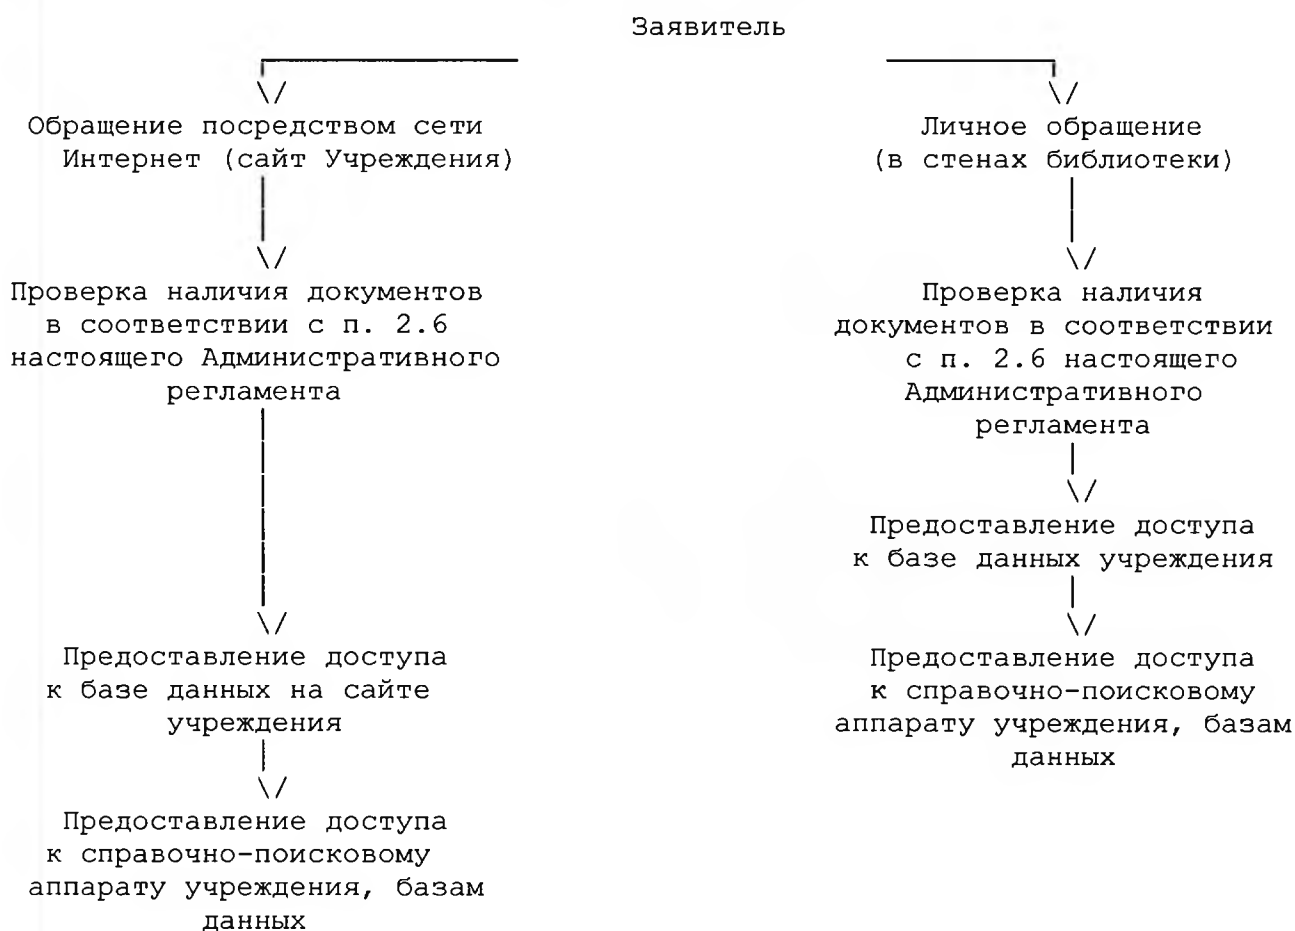 Заявитель
Обращение посредством сети
Интернет (сайт Учреждения)
Проверка наличия документов
в соответствии с п. 2.6
настоящего Административного
регламента
Предоставление доступа
к базе данных на сайте
учреждения
Предоставление доступа
к справочно-поисковому
аппарату учреждения, базам
данных
Личное обращение
(в стенах библиотеки)
Проверка наличия
документов в соответствии
с п. 2.6 настоящего
Административного
регламента
Предоставление доступа
к базе данных учреждения
Предоставление доступа
к справочно-поисковому
аппарату учреждения, базам
данных